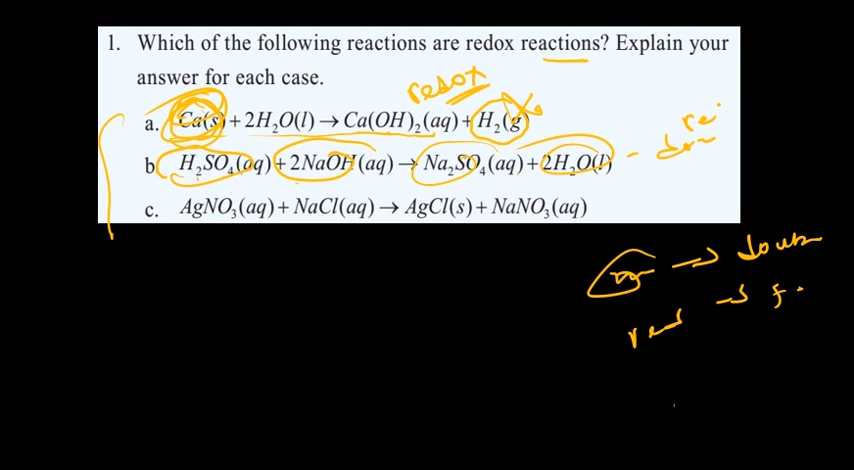 1. Which of the following reactions are redox reactions? Explain your
answer for each case.
redox
a. Ca(s) + 2H₂O(l) → Ca(OH)₂(aq) + H₂(g)
b. H₂SO₄(aq) + 2NaOH(aq) → Na₂SO₄(aq) + 2H₂O(l)
c. AgNO₃(aq) + NaCl(aq) → AgCl(s) + NaNO₃(aq)